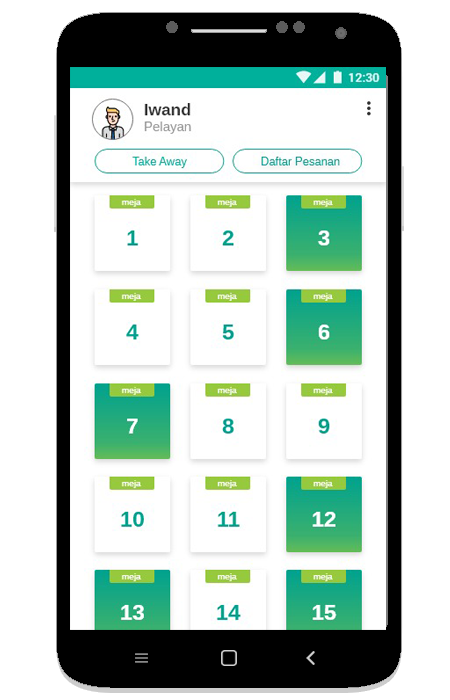 12:30
Iwand
Pelayan
Take Away Daftar Pesanan
meja meja meja
1 2 3
meja meja meja
4 5 6
meja meja meja
7 8 9
meja meja meja
10 11 12
meja meja meja
13 14 15